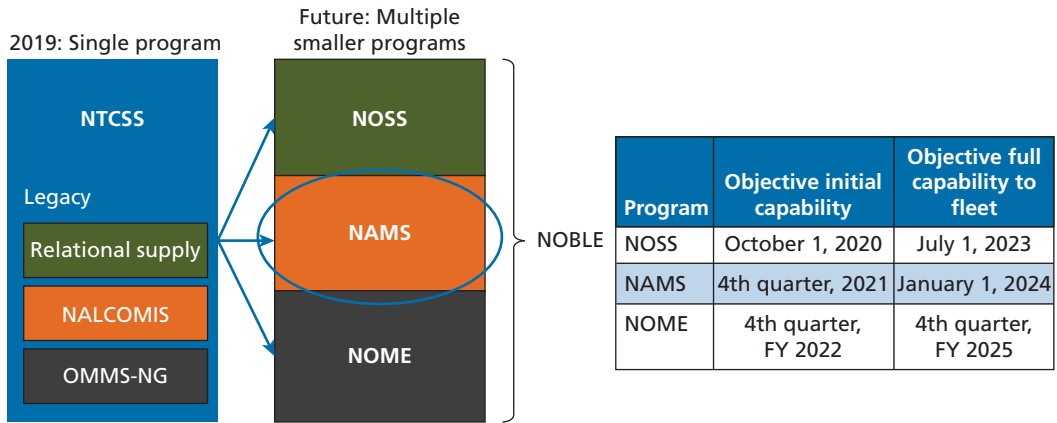 2019: Single program
NTCSS
Legacy
Relational supply
NALCOMIS
OMMS-NG
Future: Multiple
smaller programs
NOSS
NAMS
NOME
NOBLE
Program
Objective initial
capability
Objective full
capability to
fleet
NOSS
October 1, 2020
July 1, 2023
NAMS
4th quarter, 2021
January 1, 2024
NOME
4th quarter,
FY 2022
4th quarter,
FY 2025